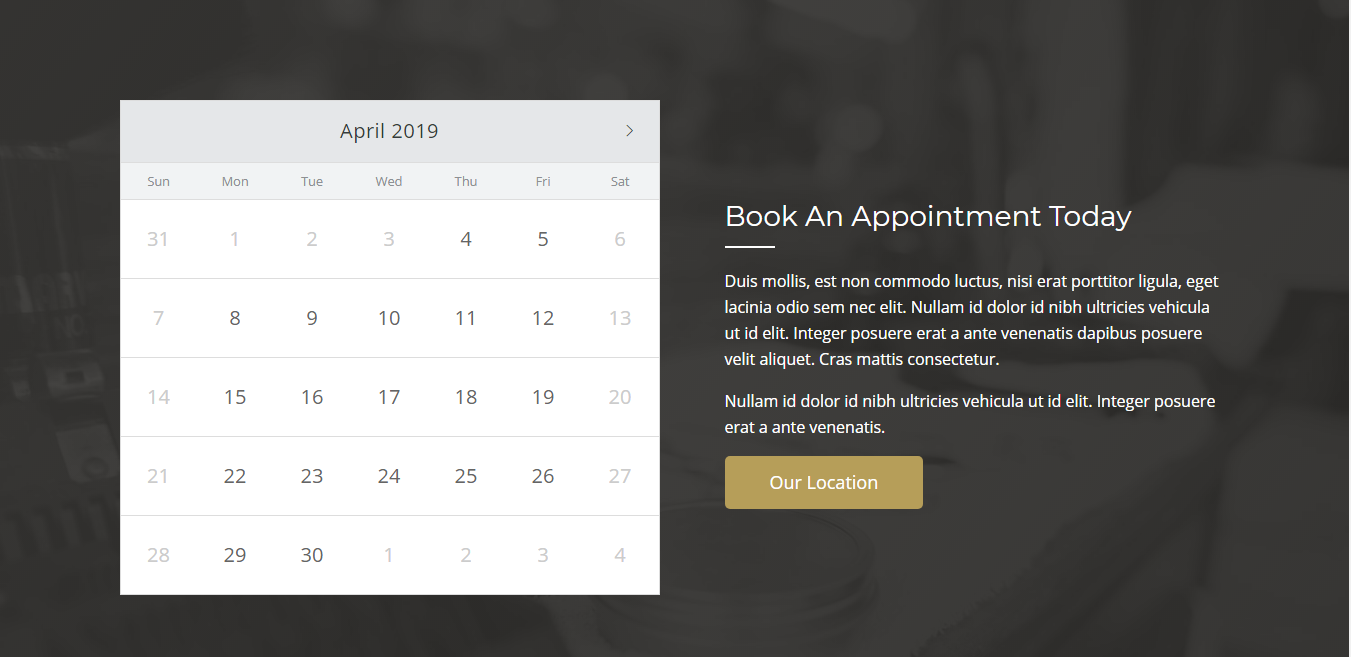 April 2019
Sun Mon Tue Wed Thu Fri Sat
31 1 2 3 4 5 6
7 8 9 10 11 12 13
14 15 16 17 18 19 20
21 22 23 24 25 26 27
28 29 30 1 2 3 4
Book An Appointment Today
Duis mollis, est non commodo luctus, nisi erat porttitor ligula, eget
lacinia odio sem nec elit. Nullam id dolor id nibh ultricies vehicula
ut id elit. Integer posuere erat a ante venenatis dapibus posuere
velit aliquet. Cras mattis consectetur.
Nullam id dolor id nibh ultricies vehicula ut id elit. Integer posuere
erat a ante venenatis.
Our Location